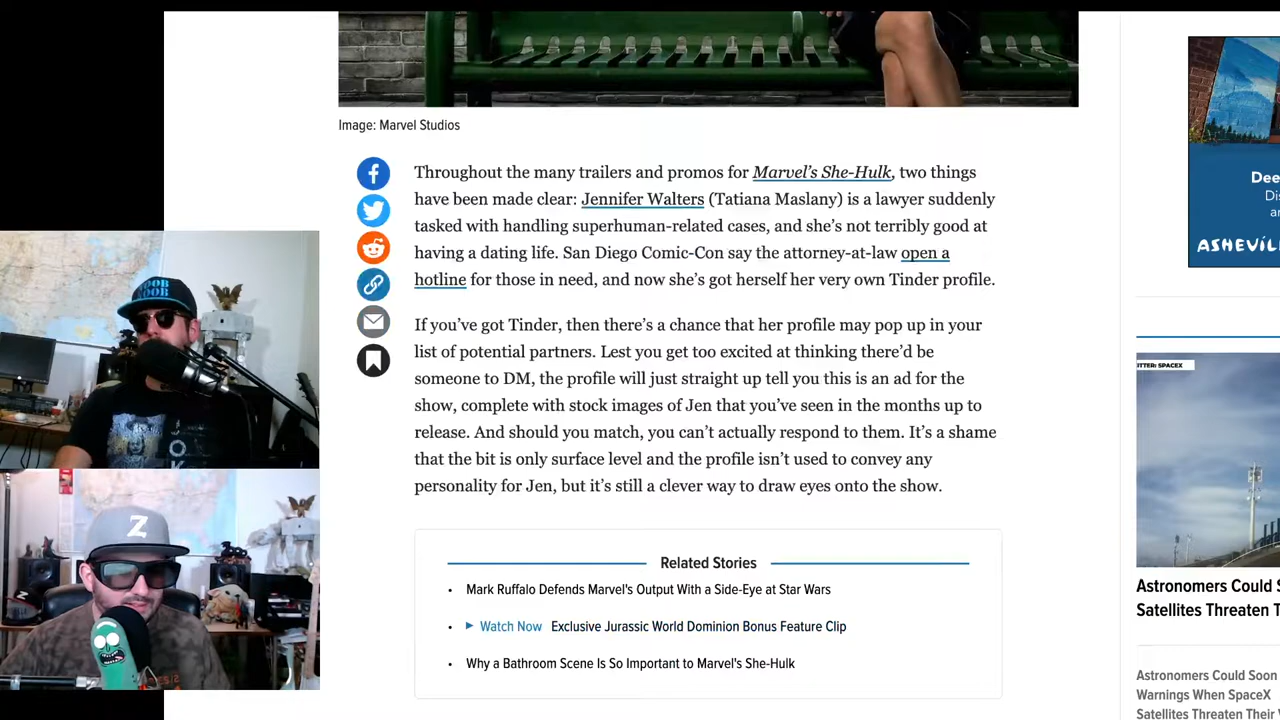 Image: Marvel Studios
Throughout the many trailers and promos for Marvel's She-Hulk, two things
have been made clear: Jennifer Walters (Tatiana Maslany) is a lawyer suddenly
tasked with handling superhuman-related cases, and she's not terribly good at
having a dating life. San Diego Comic-Con say the attorney-at-law open a
hotline for those in need, and now she's got herself her very own Tinder profile.
If you've got Tinder, then there's a chance that her profile may pop up in your
list of potential partners. Lest you get too excited at thinking there'd be
someone to DM, the profile will just straight up tell you this is an ad for the
show, complete with stock images of Jen that you've seen in the months up to
release. And should you match, you can't actually respond to them. It's a shame
that the bit is only surface level and the profile isn't used to convey any
personality for Jen, but it's still a clever way to draw eyes onto the show.
Related Stories
Mark Ruffalo Defends Marvel's Output With a Side-Eye at Star Wars
Watch Now Exclusive Jurassic World Dominion Bonus Feature Clip
Why a Bathroom Scene Is So Important to Marvel's She-Hulk
Dee
Di
a
ASHEVIL
ITTER: SPACEX
Astronomers Could S
Satellites Threaten T
Astronomers Could Soon
Warnings When SpaceX
Satellites Threaten Their
NOOB
NOOB
Z